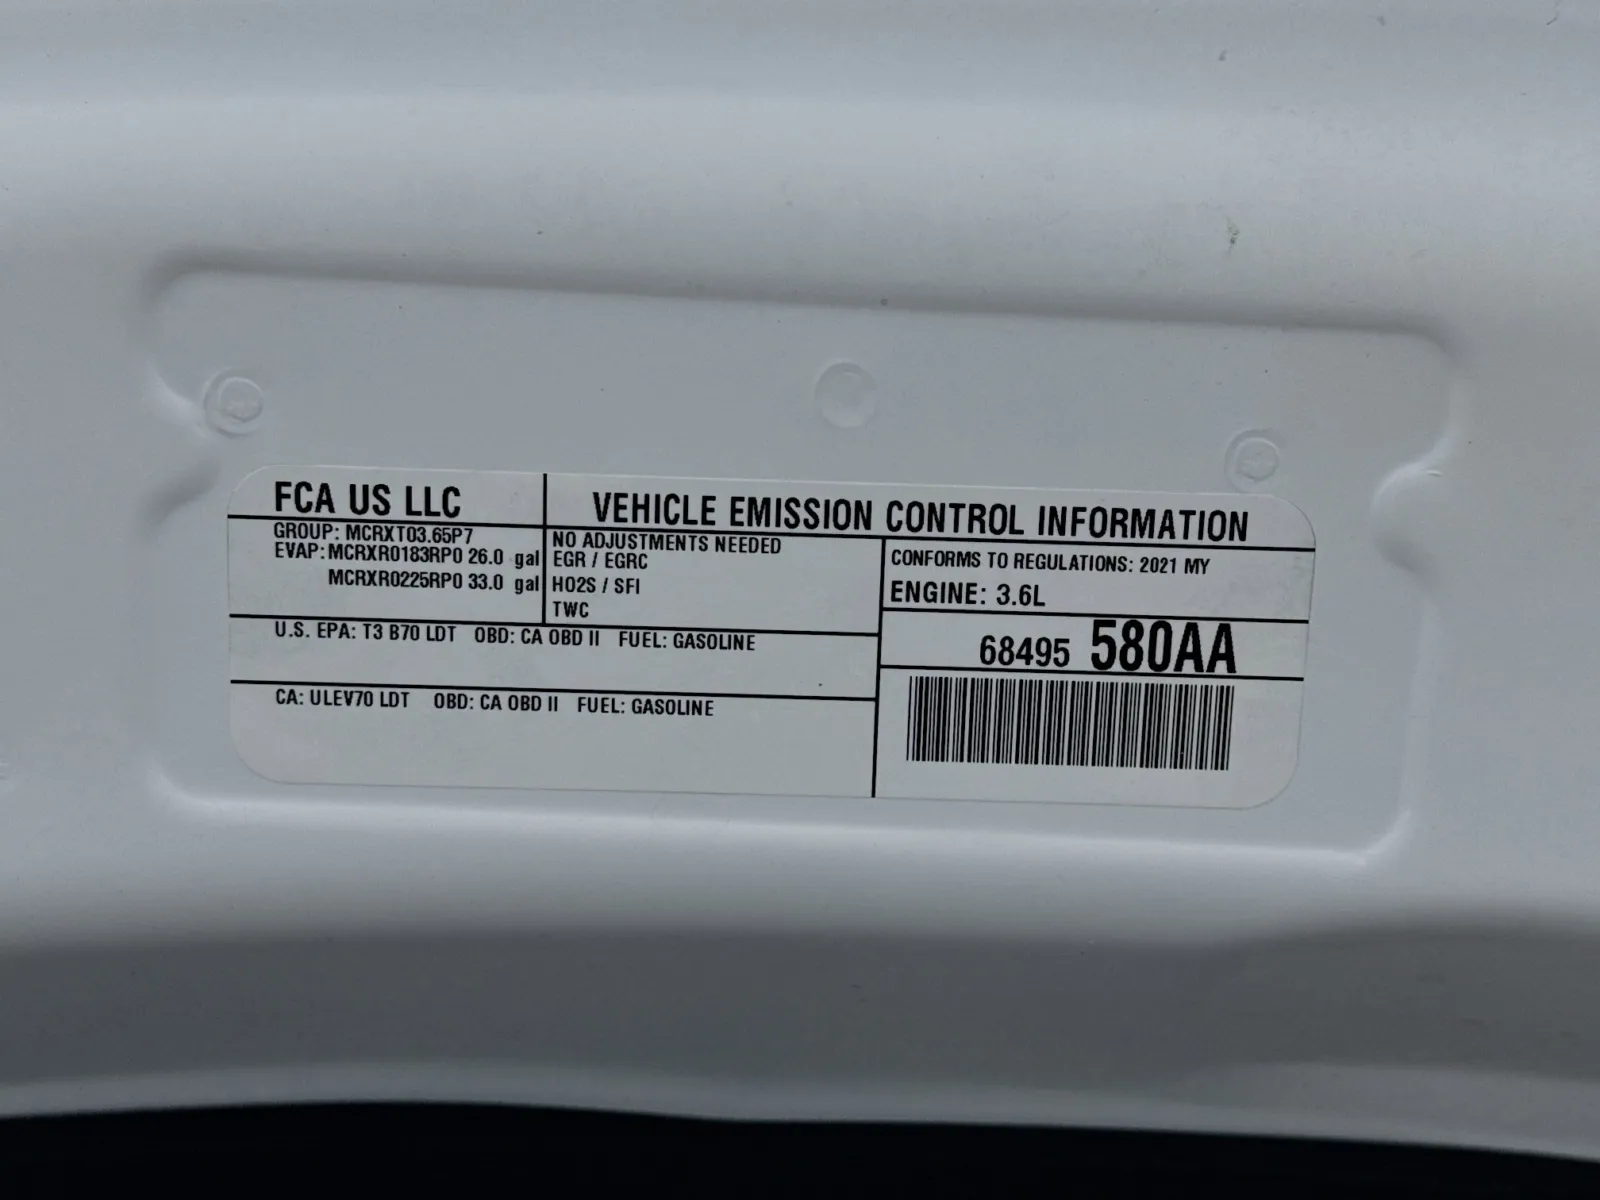 FCA US LLC
VEHICLE EMISSION CONTROL INFORMATION
GROUP: MCRXT03.65P7
EVAP: MCRXR0183RP0 26.0 gal
MCRXR0225RP0 33.0 gal
NO ADJUSTMENTS NEEDED
EGR / EGRC
HO2S / SFI
TWC
CONFORMS TO REGULATIONS: 2021 MY
ENGINE: 3.6L
U.S. EPA: T3 B70 LDT OBD: CA OBD II FUEL: GASOLINE
68495 580AA
CA: ULEV70 LDT OBD: CA OBD II FUEL: GASOLINE